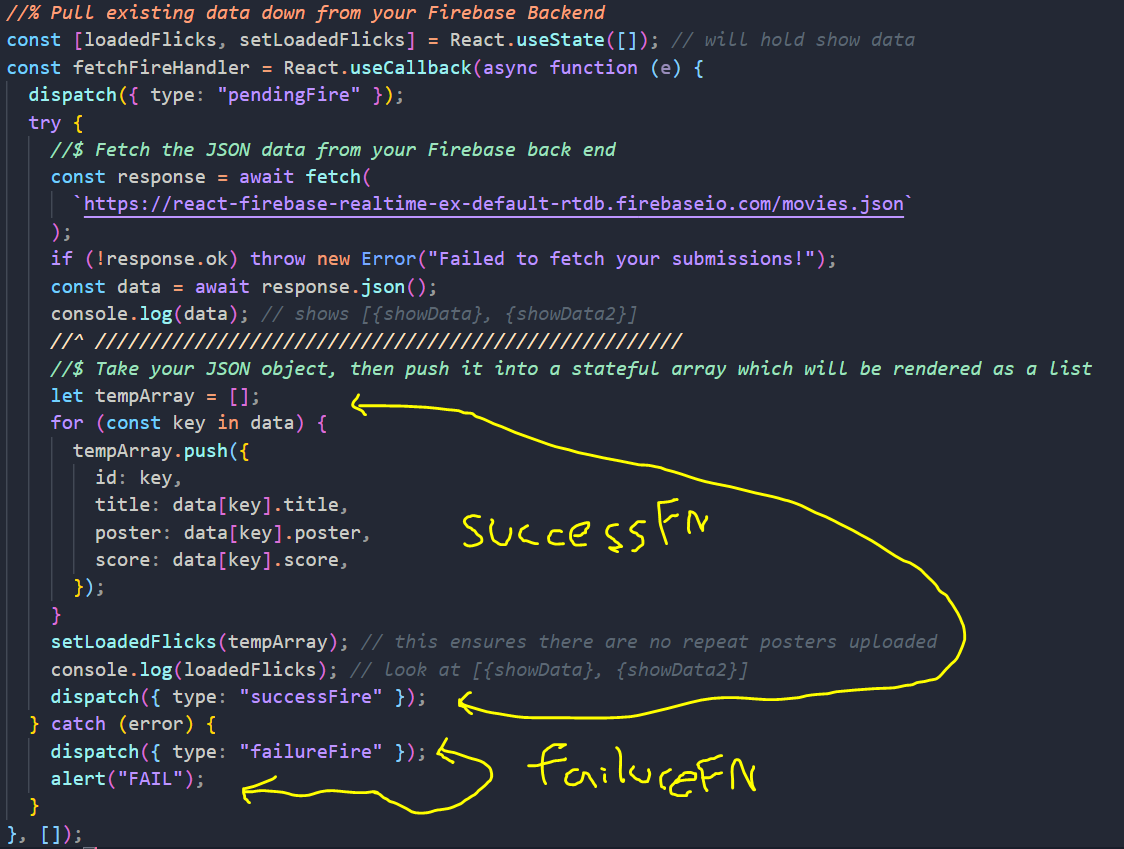 //% Pull existing data down from your Firebase Backend
const [loadedFlicks, setLoadedFlicks] = React.useState([]); // will hold show data
const fetchFireHandler = React.useCallback(async function (e) {
  dispatch({ type: "pendingFire" });
  try {
    //$ Fetch the JSON data from your Firebase back end
    const response = await fetch(
      `https://react-firebase-realtime-ex-default-rtdb.firebaseio.com/movies.json`
    );
    if (!response.ok) throw new Error("Failed to fetch your submissions!");
    const data = await response.json();
    console.log(data); // shows [{showData}, {showData2}]
    //^ /////////////////////////////////////////////////////
    //$ Take your JSON object, then push it into a stateful array which will be rendered as a list
    let tempArray = [];
    for (const key in data) {
      tempArray.push({
        id: key,
        title: data[key].title,
        poster: data[key].poster,
        score: data[key].score,
      });
    }
successFN
    setLoadedFlicks(tempArray); // this ensures there are no repeat posters uploaded
    console.log(loadedFlicks); // look at [{showData}, {showData2}]
    dispatch({ type: "successFire" });
  } catch (error) {
    dispatch({ type: "failureFire" });
    alert("FAIL");
failureFN
  }
}, []);